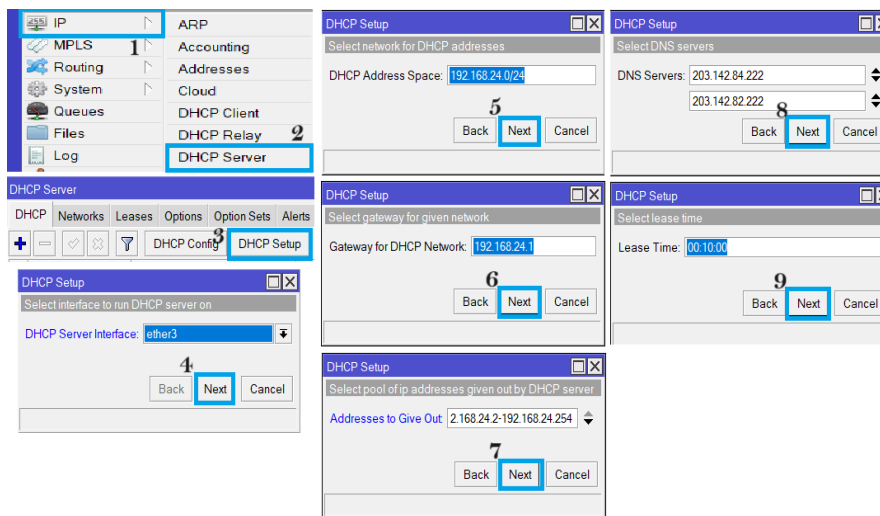 IP
MPLS
Routing
System
Queues
Files
Log
1
ARP
Accounting
Addresses
Cloud
DHCP Client
DHCP Relay
2
DHCP Server
DHCP Server
DHCP Networks Leases Options Option Sets Alerts
DHCP Config 3 DHCP Setup
DHCP Setup
Select interface to run DHCP server on
DHCP Server Interface: ether3
4
Back Next Cancel
DHCP Setup
Select network for DHCP addresses
DHCP Address Space: 192.168.24.0/24
5
Back Next Cancel
DHCP Setup
Select gateway for given network
Gateway for DHCP Network: 192.168.24.1
6
Back Next Cancel
DHCP Setup
Select pool of ip addresses given out by DHCP server
Addresses to Give Out: 2.168.24.2-192.168.24.254
7
Back Next Cancel
DHCP Setup
Select DNS servers
DNS Servers: 203.142.84.222
203.142.82.222
8
Back Next Cancel
DHCP Setup
Select lease time
Lease Time: 00:10:00
9
Back Next Cancel